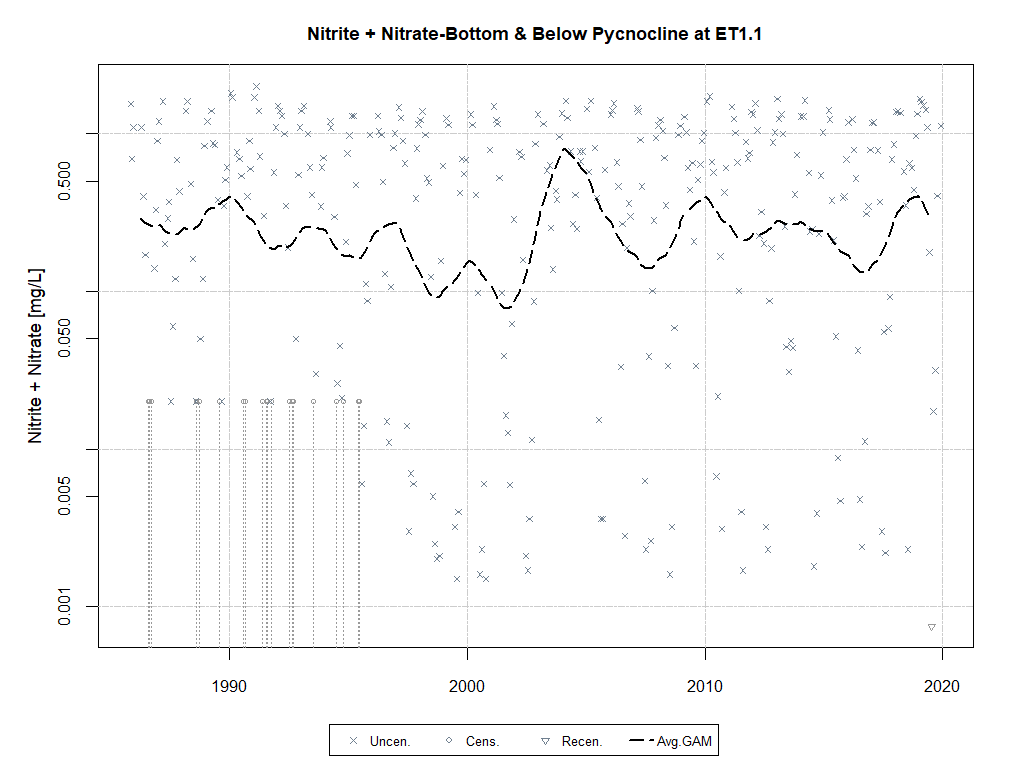 Nitrite + Nitrate-Bottom & Below Pycnocline at ET1.1
Nitrite + Nitrate [mg/L]
0.500
0.050
0.005
0.001
1990
2000
2010
2020
Uncen.
Cens.
Recen.
Avg.GAM